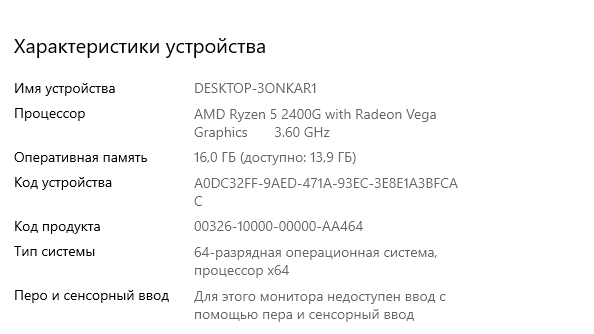 Характеристики устройства
Имя устройства DESKTOP-3ONKAR1
Процессор AMD Ryzen 5 2400G with Radeon Vega
Graphics 3.60 GHz
Оперативная память 16,0 ГБ (доступно: 13,9 ГБ)
Код устройства A0DC32FF-9AED-471A-93EC-3E8E1A3BFCA
C
Код продукта 00326-10000-00000-AA464
Тип системы 64-разрядная операционная система,
процессор x64
Перо и сенсорный ввод Для этого монитора недоступен ввод с
помощью пера и сенсорный ввод